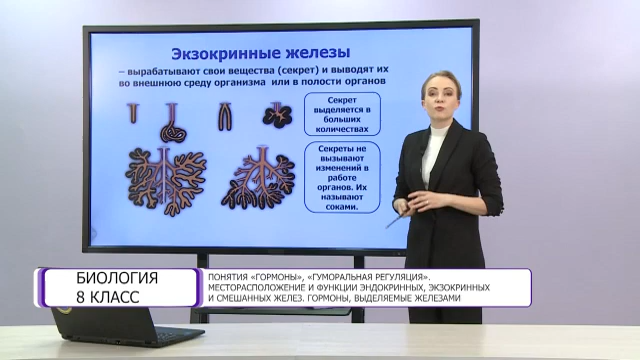 Экзокринные железы
– вырабатывают свои вещества (секрет) и выводят их
во внешнюю среду организма или в полости органов
Секрет
выделяется в
больших
количествах
Секреты не
вызывают
изменений в
работе
органов. Их
называют
соками.
БИОЛОГИЯ
8 КЛАСС
ПОНЯТИЯ «ГОРМОНЫ», «ГУМОРАЛЬНАЯ РЕГУЛЯЦИЯ».
МЕСТОРАСПОЛОЖЕНИЕ И ФУНКЦИИ ЭНДОКРИННЫХ, ЭКЗОКРИННЫХ
И СМЕШАННЫХ ЖЕЛЕЗ. ГОРМОНЫ, ВЫДЕЛЯЕМЫЕ ЖЕЛЕЗАМИ